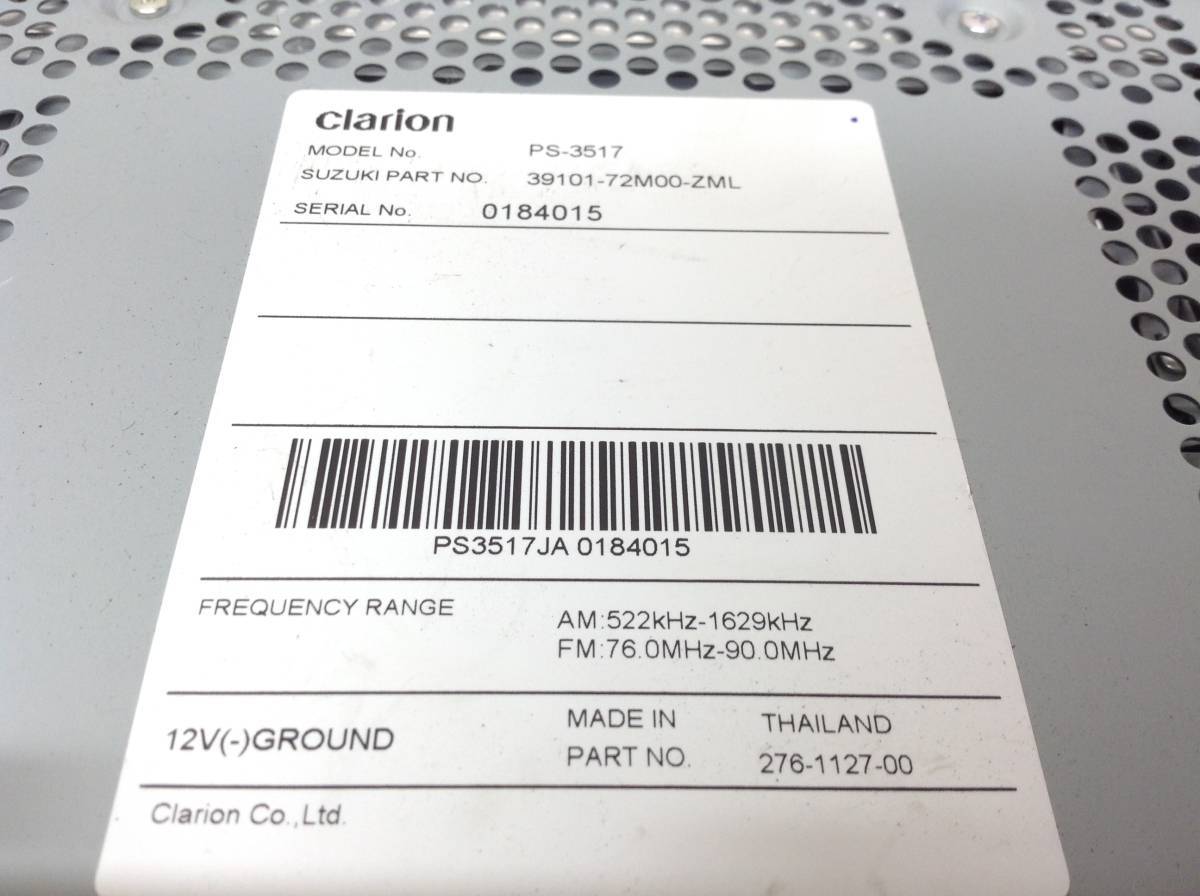 clarion
MODEL No. PS-3517
SUZUKI PART NO. 39101-72M00-ZML
SERIAL No. 0184015
PS3517JA 0184015
FREQUENCY RANGE AM:522kHz-1629kHz
FM:76.0MHz-90.0MHz
12V(-)GROUND
MADE IN THAILAND
PART NO. 276-1127-00
Clarion Co.,Ltd.